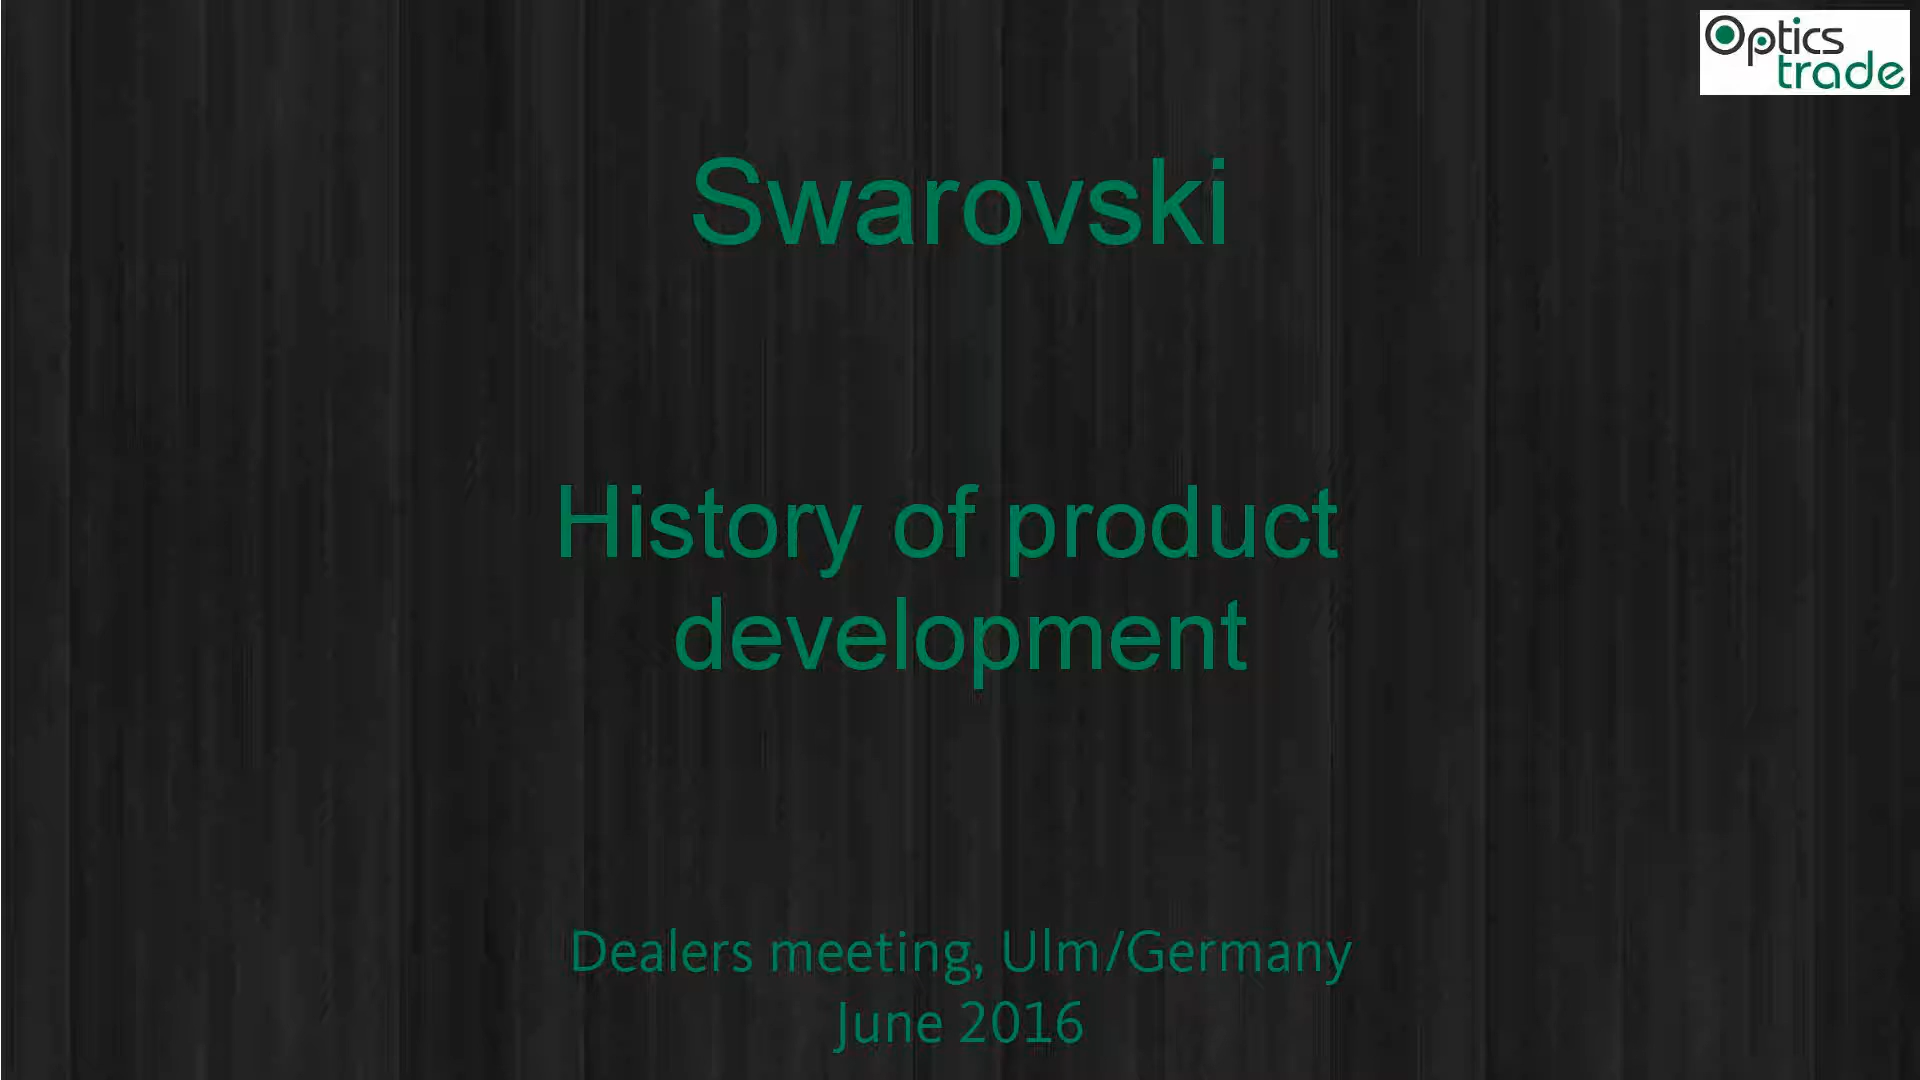 Optics
trade
Swarovski
History of product
development
Dealers meeting, Ulm/Germany
June 2016